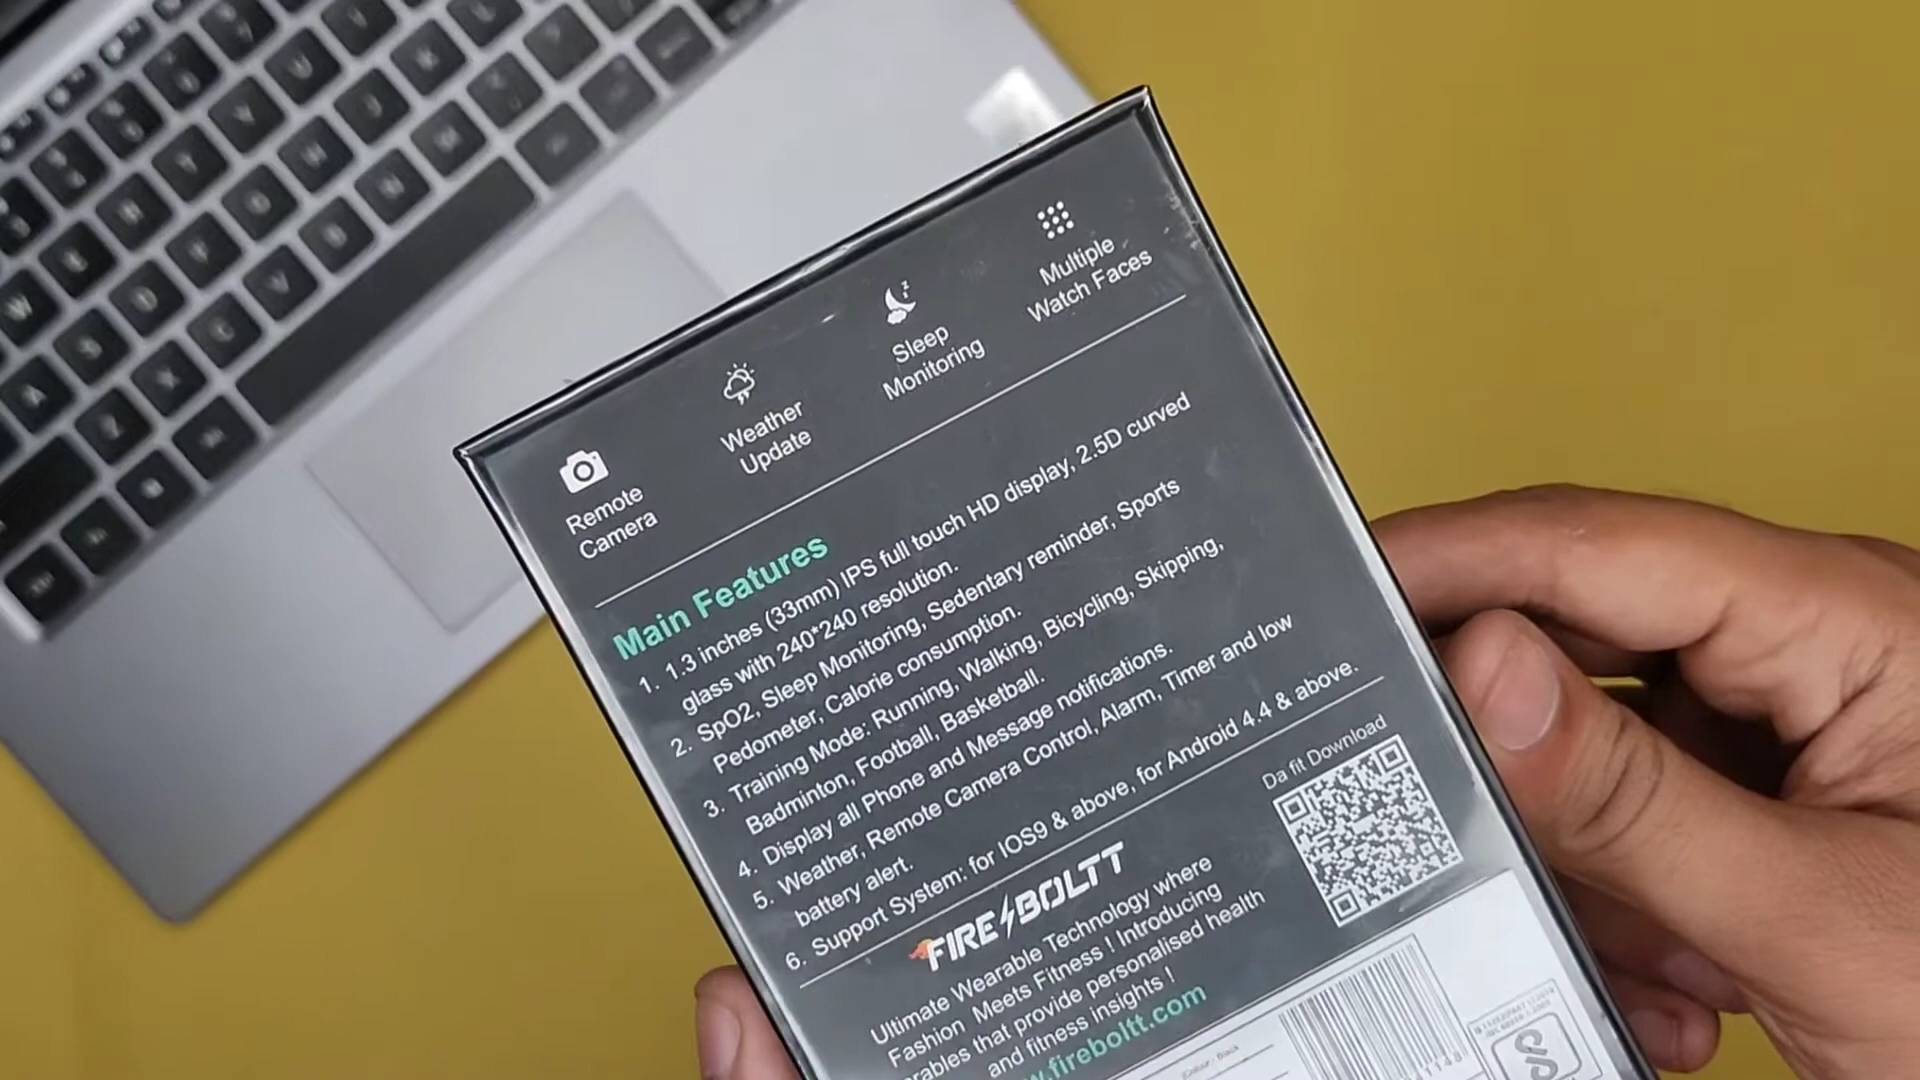 Remote
Camera
Weather
Update
Sleep
Monitoring
Multiple
Watch Faces
Main Features
1. 1.3 inches (33mm) IPS full touch HD display, 2.5D curved
glass with 240*240 resolution.
2. SpO2, Sleep Monitoring, Sedentary reminder, Sports
Pedometer, Calorie consumption.
3. Training Mode: Running, Walking, Bicycling, Skipping,
Badminton, Football, Basketball.
4. Display all Phone and Message notifications.
5. Weather, Remote Camera Control, Alarm, Timer and low
battery alert.
6. Support System: for IOS9 & above, for Android 4.4 & above.
Da fit Download
FIRE BOLTT
Ultimate Wearable Technology where
Fashion Meets Fitness ! Introducing
that provide personalised health
and fitness insights !
.fireboltt.com